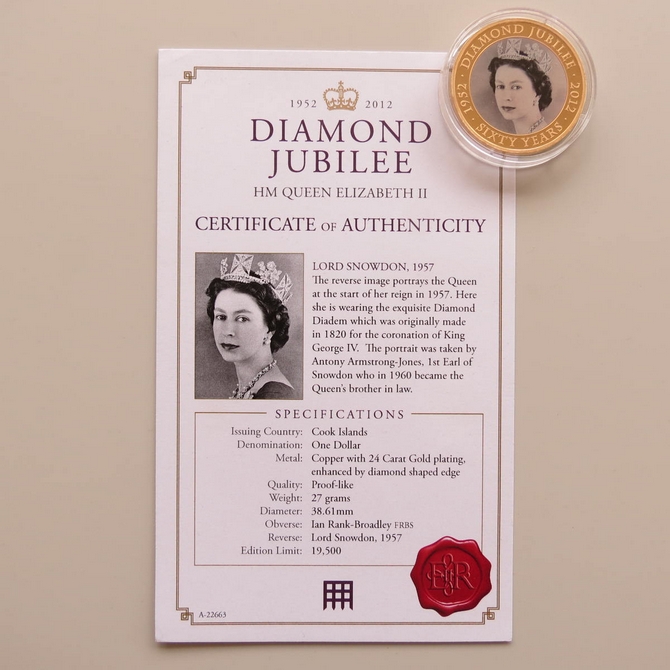 DIAMOND JUBILEE
1952 · 2012
SIXTY YEARS
1952 2012
DIAMOND
JUBILEE
HM QUEEN ELIZABETH II
CERTIFICATE OF AUTHENTICITY
LORD SNOWDON, 1957
The reverse image portrays the Queen
at the start of her reign in 1957. Here
she is wearing the exquisite Diamond
Diadem which was originally made
in 1820 for the coronation of King
George IV. The portrait was taken by
Antony Armstrong-Jones, 1st Earl of
Snowdon who in 1960 became the
Queen's brother in law.
SPECIFICATIONS
Issuing Country: Cook Islands
Denomination: One Dollar
Metal: Copper with 24 Carat Gold plating,
enhanced by diamond shaped edge
Quality: Proof-like
Weight: 27 grams
Diameter: 38.61mm
Obverse: Ian Rank-Broadley FRBS
Reverse: Lord Snowdon, 1957
Edition Limit: 19,500
EIIR
A-22663